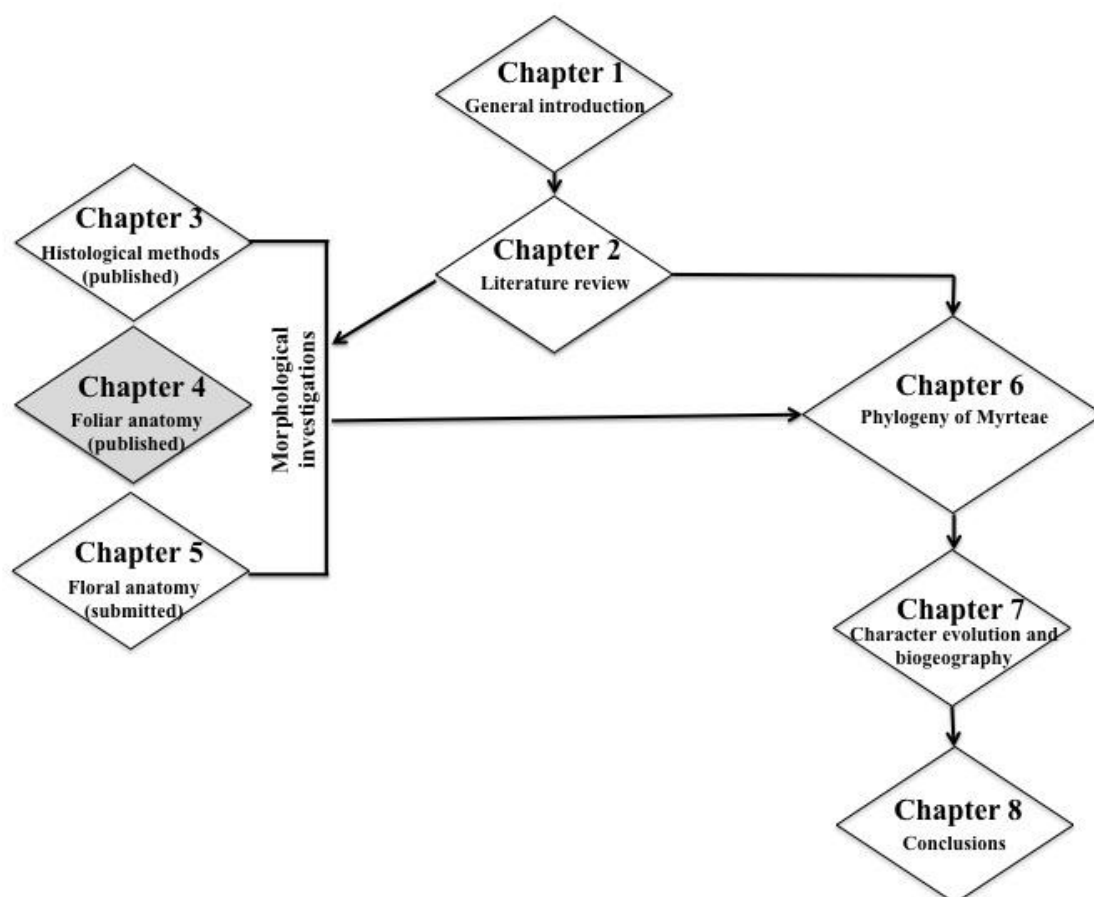 Chapter 1
General introduction
Chapter 2
Literature review
Chapter 3
Histological methods
(published)
Chapter 4
Foliar anatomy
(published)
Chapter 5
Floral anatomy
(submitted)
Morphological
investigations
Chapter 6
Phylogeny of Myrteae
Chapter 7
Character evolution and
biogeography
Chapter 8
Conclusions